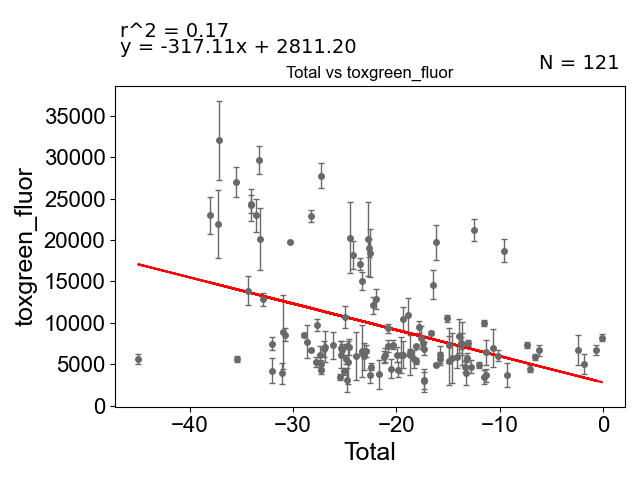 r^2 = 0.17
y = -317.11x + 2811.20
N = 121
Total vs toxgreen_fluor
35000
30000
25000
20000
15000
10000
5000
0
toxgreen_fluor
−40 −30 −20 −10 0
Total